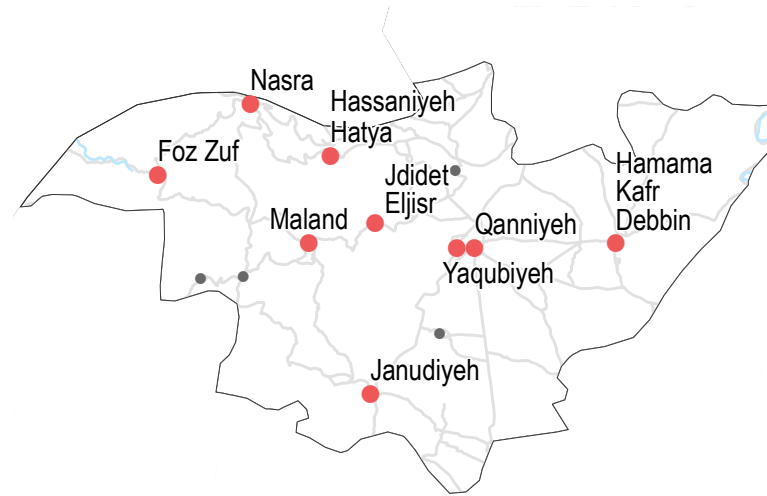 Nasra
Hassaniyeh
Hatya
Foz Zuf
Jdidet
Eljisr
Hamama
Kafr
Debbin
Maland
Qanniyeh
Yaqubiyeh
Janudiyeh